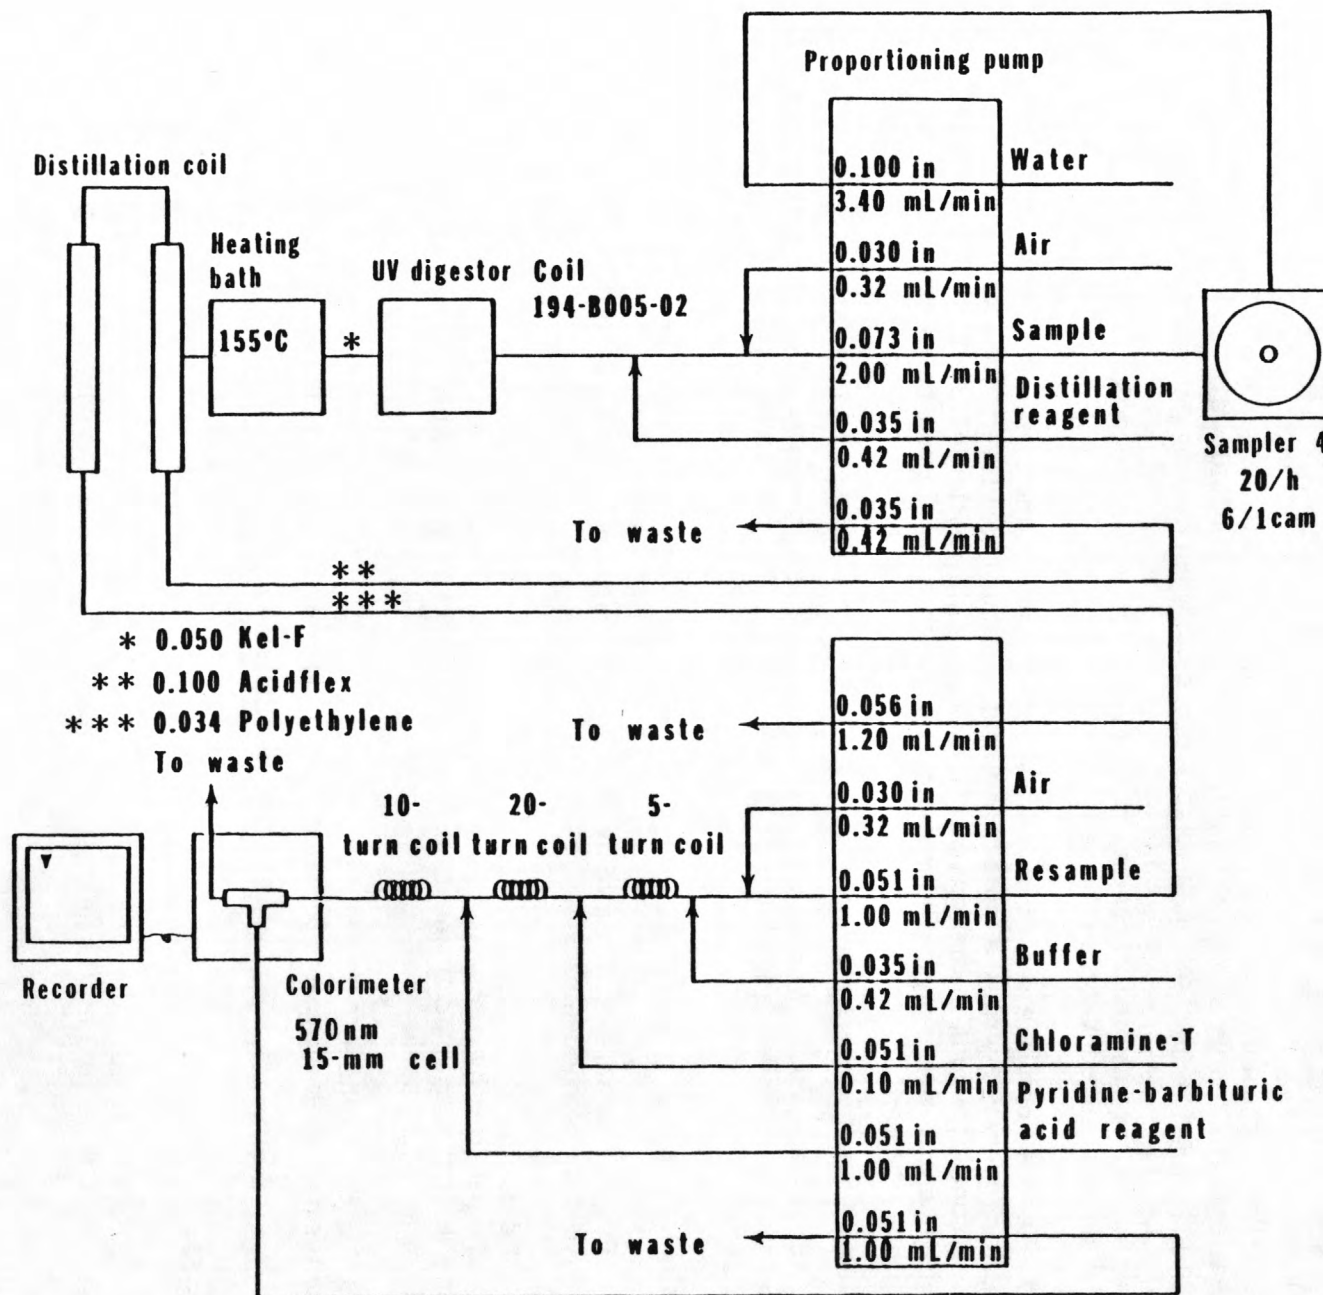 Proportioning pump
0.100 in
Water
3.40 mL/min
0.030 in
Air
0.32 mL/min
0.073 in
Sample
2.00 mL/min
Distillation
reagent
0.035 in
0.42 mL/min
0.035 in
0.42 mL/min
To waste
Sampler 4
20/h
6/1cam
Distillation coil
Heating
bath
155°C
*
UV digestor
Coil
194-B005-02
**
***
* 0.050 Kel-F
** 0.100 Acidflex
*** 0.034 Polyethylene
To waste
0.056 in
1.20 mL/min
To waste
0.030 in
Air
0.32 mL/min
0.051 in
Resample
1.00 mL/min
0.035 in
Buffer
0.42 mL/min
0.051 in
Chloramine-T
0.10 mL/min
Pyridine-barbituric
acid reagent
0.051 in
1.00 mL/min
0.051 in
1.00 mL/min
To waste
10-
turn coil
20-
turn coil
5-
turn coil
Recorder
Colorimeter
570nm
15-mm cell